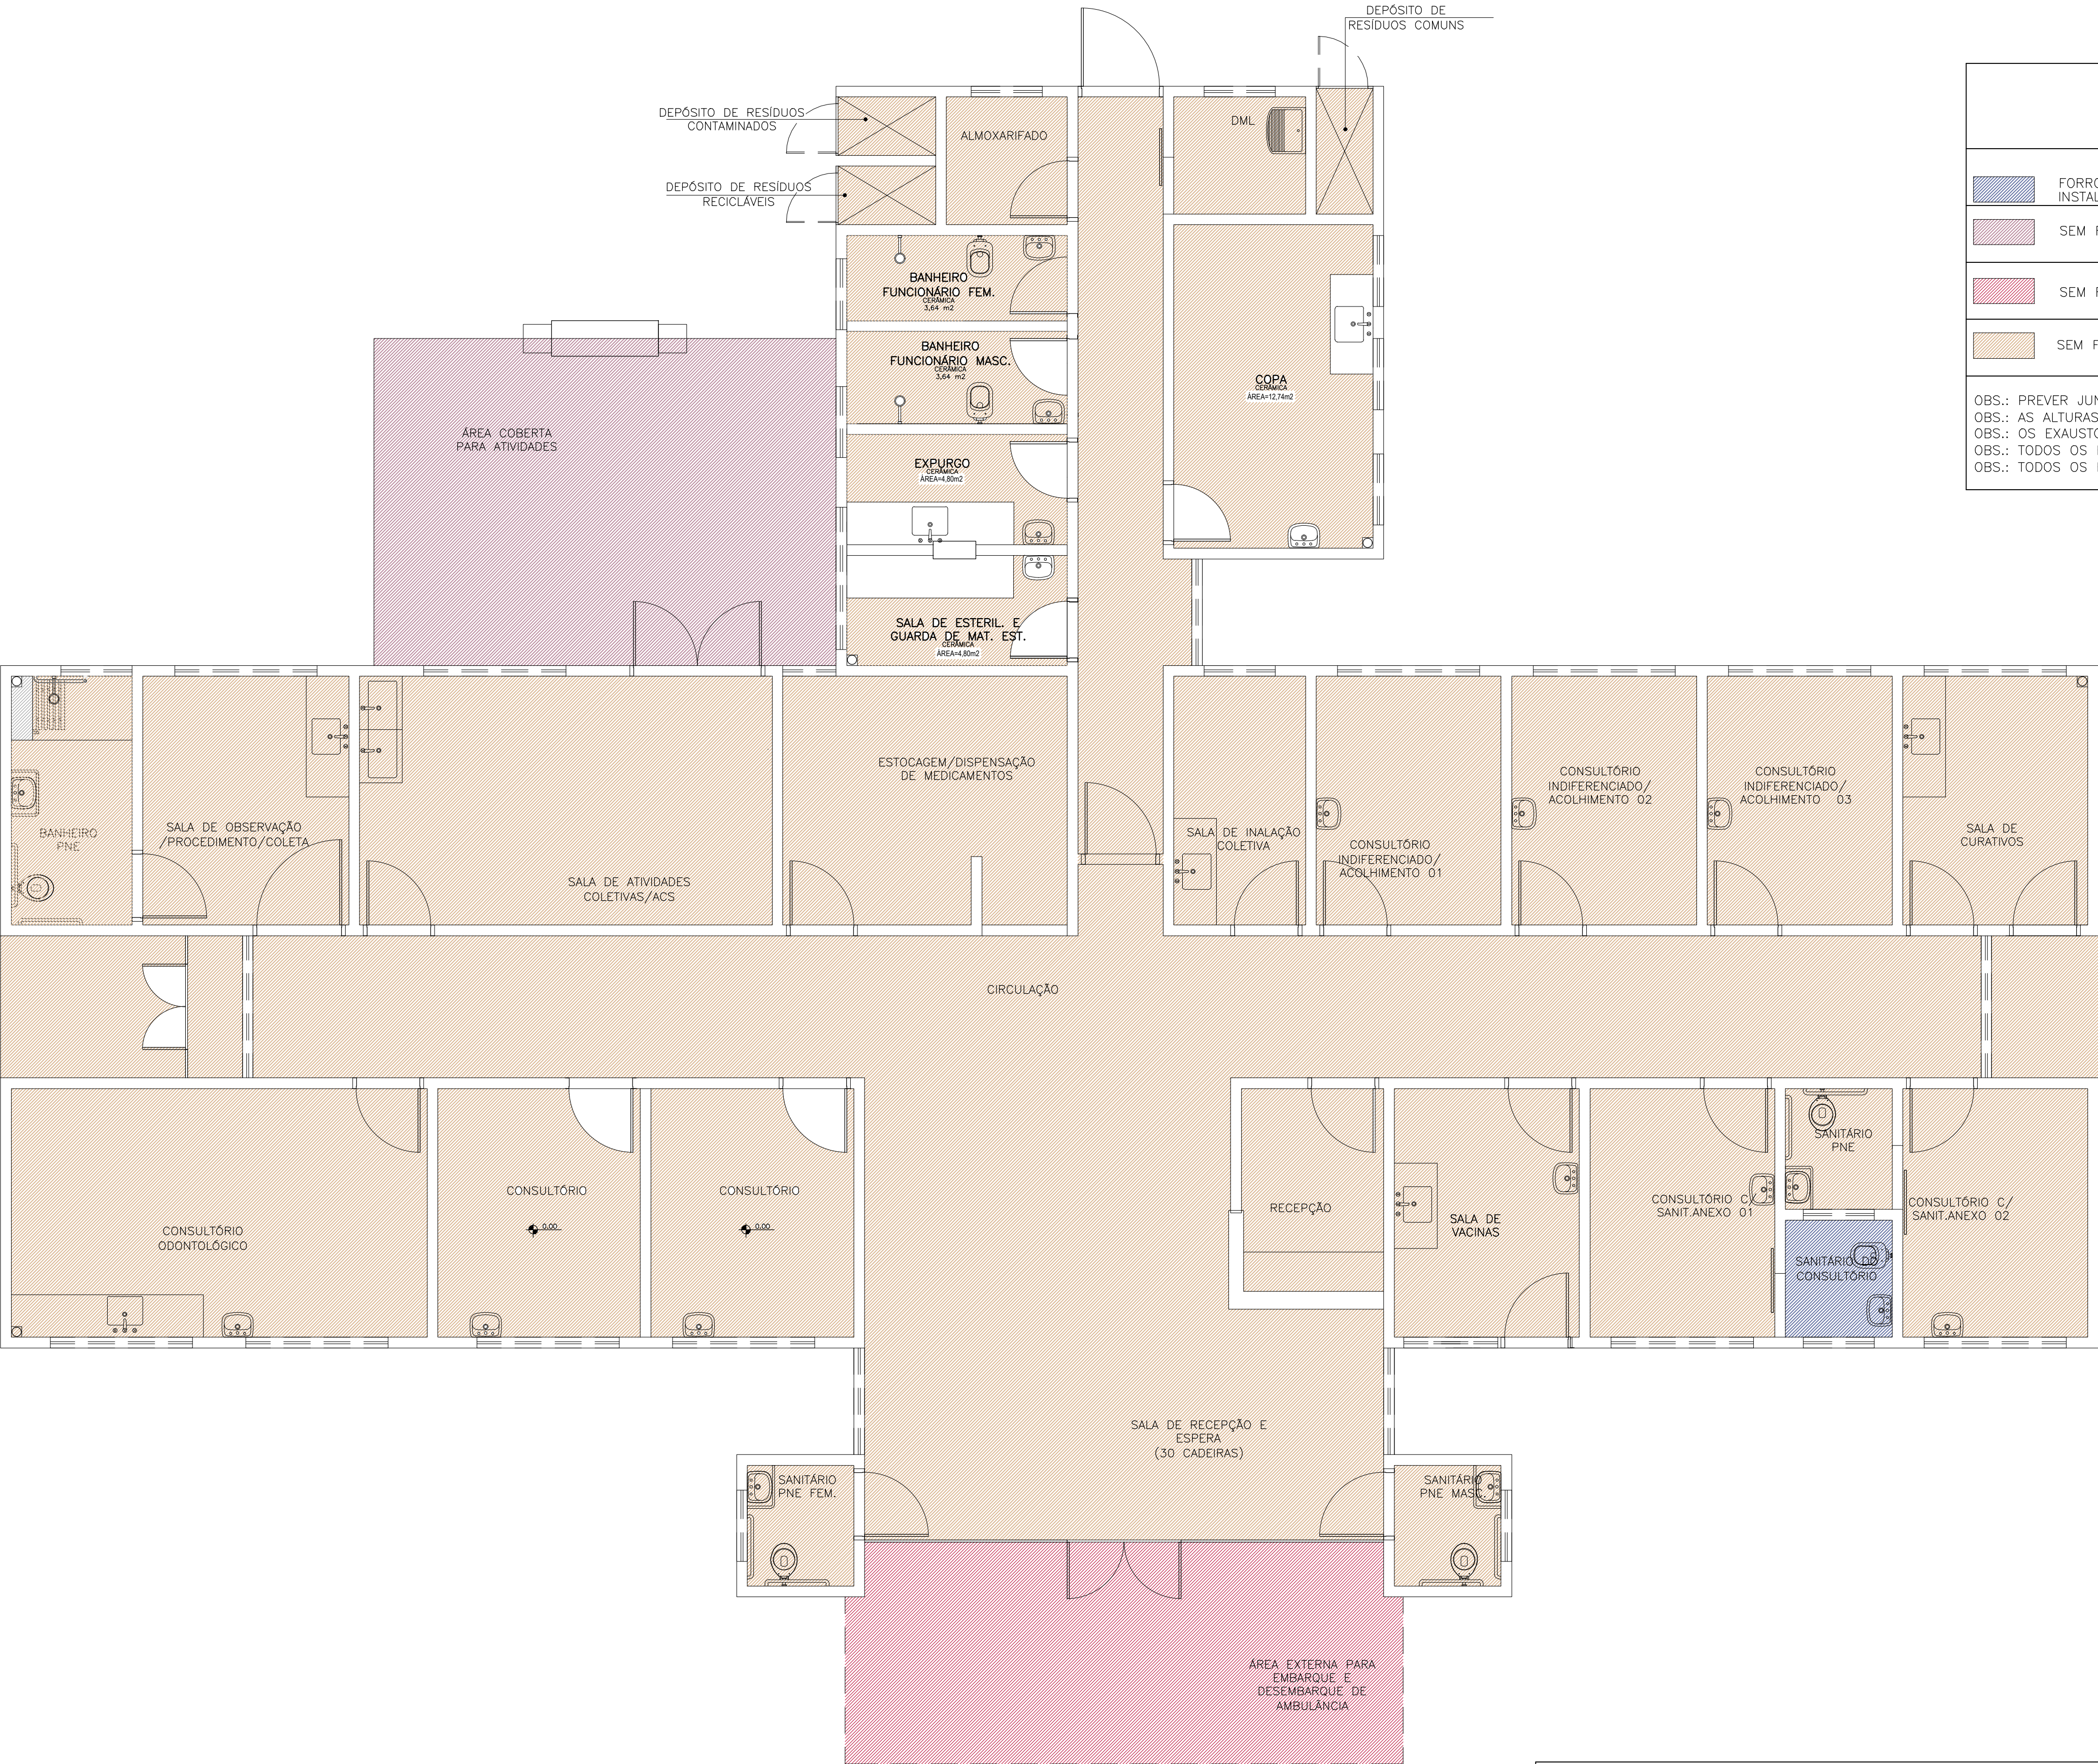 DEPÓSITO DE
RESÍDUOS COMUNS
DEPÓSITO DE RESÍDUOS
CONTAMINADOS
ALMOXARIFADO
DML
DEPÓSITO DE RESÍDUOS
RECICLÁVEIS
BANHEIRO
FUNCIONÁRIO FEM.
CERÂMICA
3,64 m2
BANHEIRO
FUNCIONÁRIO MASC.
CERÂMICA
3,64 m2
COPA
CERÂMICA
ÁREA=12,74m2
ÁREA COBERTA
PARA ATIVIDADES
EXPURGO
CERÂMICA
ÁREA=4,80m2
SALA DE ESTERIL. E
GUARDA DE MAT. EST.
CERÂMICA
ÁREA=4,80m2
FORRO
INSTAL
SEM
SEM
SEM F
OBS.: PREVER JUN
OBS.: AS ALTURAS
OBS.: OS EXAUSTO
OBS.: TODOS OS
OBS.: TODOS OS
BANHEIRO
PNE
SALA DE OBSERVAÇÃO
/PROCEDIMENTO/COLETA
SALA DE ATIVIDADES
COLETIVAS/ACS
ESTOCAGEM/DISPENSAÇÃO
DE MEDICAMENTOS
SALA DE INALAÇÃO
COLETIVA
CONSULTÓRIO
INDIFERENCIADO/
ACOLHIMENTO 01
CONSULTÓRIO
INDIFERENCIADO/
ACOLHIMENTO 02
CONSULTÓRIO
INDIFERENCIADO/
ACOLHIMENTO 03
SALA DE
CURATIVOS
CIRCULAÇÃO
CONSULTÓRIO
ODONTOLÓGICO
CONSULTÓRIO
0.00
CONSULTÓRIO
0.00
RECEPÇÃO
SALA DE
VACINAS
CONSULTÓRIO C/
SANIT.ANEXO 01
SANITÁRIO
PNE
SANITÁRIO DO
CONSULTÓRIO
CONSULTÓRIO C/
SANIT.ANEXO 02
SALA DE RECEPÇÃO E
ESPERA
(30 CADEIRAS)
SANITÁRIO
PNE FEM.
SANITÁRIO
PNE MASC.
ÁREA EXTERNA PARA
EMBARQUE E
DESEMBARQUE DE
AMBULÂNCIA